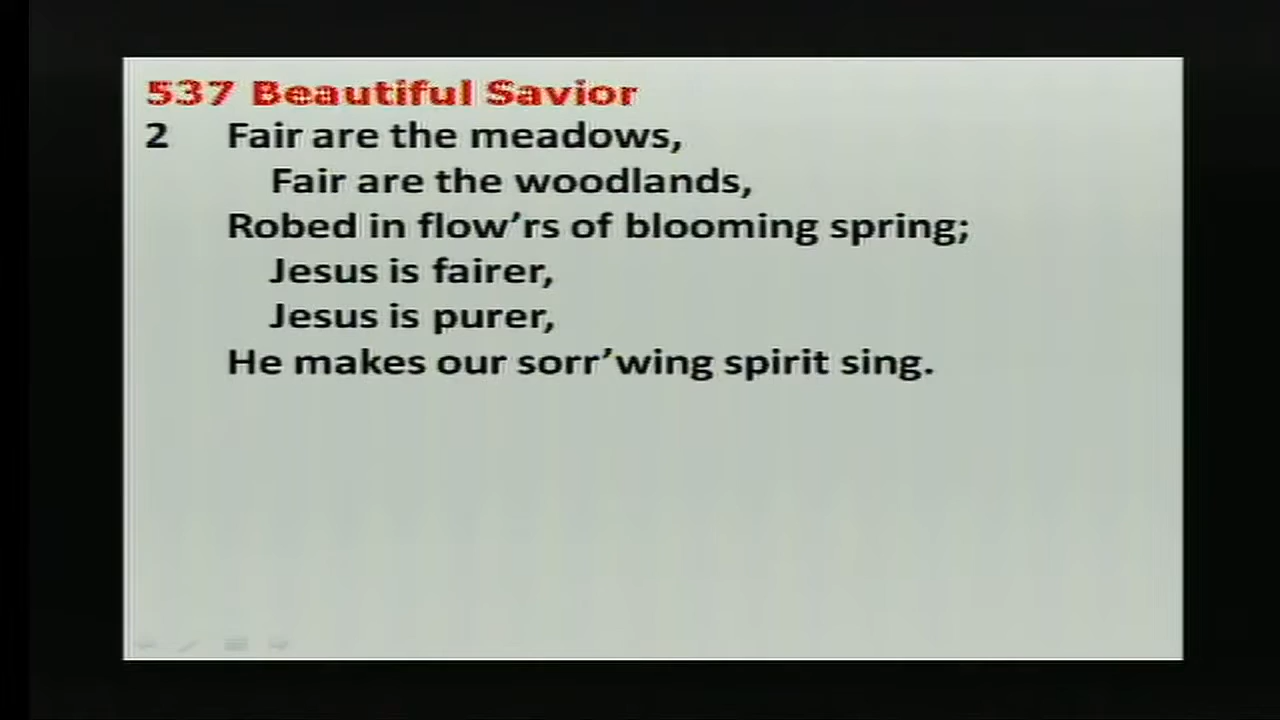 537 Beautiful Savior
2 Fair are the meadows,
Fair are the woodlands,
Robed in flow’rs of blooming spring;
Jesus is fairer,
Jesus is purer,
He makes our sorr’wing spirit sing.